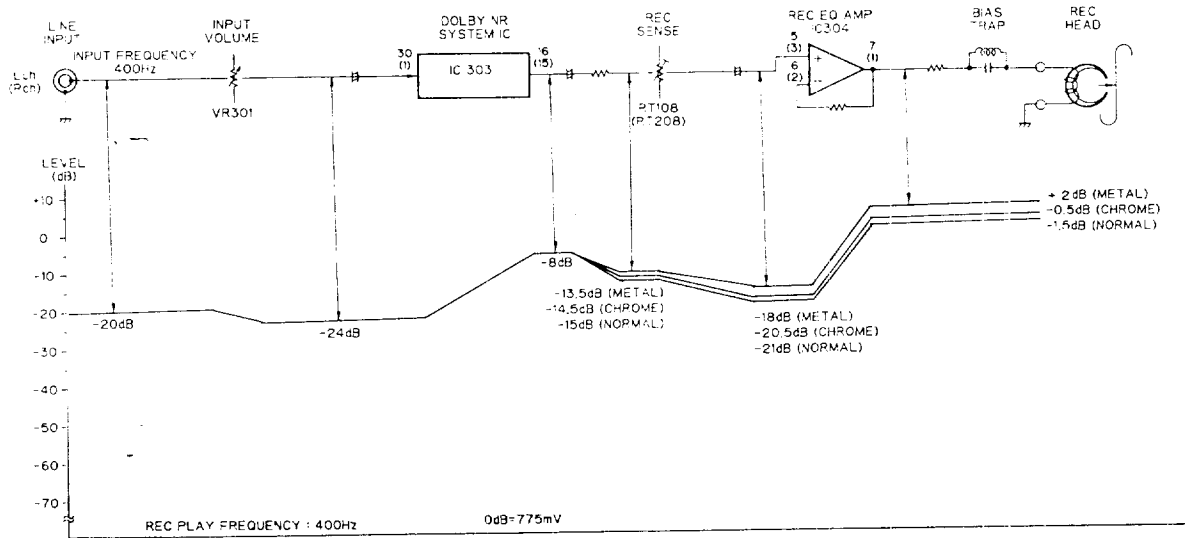 LINE
INPUT
INPUT FREQUENCY
400Hz
Lch
(Rch)
INPUT
VOLUME
VR301
DOLBY NR
SYSTEM IC
30
(1)
IC 303
16
(15)
REC
SENSE
RT108
(RT208)
REC EQ AMP
IC304
5
(3)
6
(2)
+
-
7
(1)
BIAS
TRAP
REC
HEAD
LEVEL
(dB)
+10
0
-10
-20
-30
-40
-50
-60
-70
-20dB
-24dB
-8dB
-13.5dB (METAL)
-14.5dB (CHROME)
-15dB (NORMAL)
-18dB (METAL)
-20.5dB (CHROME)
-21dB (NORMAL)
+ 2dB (METAL)
-0.5dB (CHROME)
-1.5dB (NORMAL)
REC PLAY FREQUENCY : 400Hz
0dB=775mV